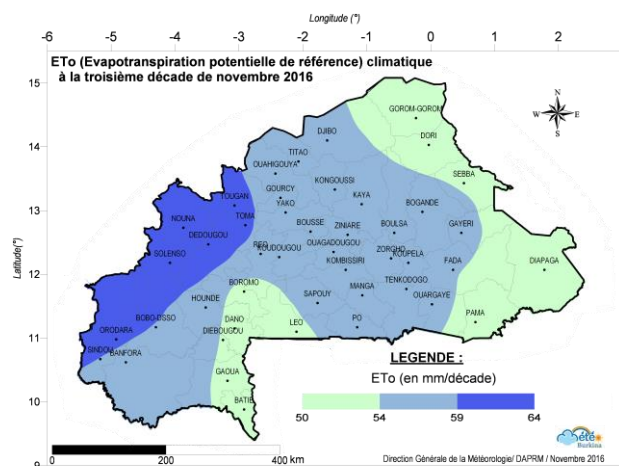 Longitude (°)
-6 -5 -4 -3 -2 -1 0 1 2
ETo (Evapotranspiration potentielle de référence) climatique
à la troisième décade de novembre 2016
15
GOROM-GOROM
N
W E
S
DJIBO
DORI
14
TITAO
OUAHIGOUYA
KONGOUSSI
SEBBA
TOUGAN
GOURCY
KAYA
YAKO
BOGANDE
13
NOUNA
TOMA
BOUSSE
ZINIARE
BOULSA
GAYERI
DEDOUGOU
REO
KOUDOUGOU
OUAGADOUGOU
ZORGHO
KOUPELA
SOLENSO
KOMBISSIRI
FADA
DIAPAGA
Latitude(°)
12
BOROMO
TENKODOGO
HOUNDE
SAPOUY
MANGA
OUARGAYE
BOBO-DSSO
DANO
LEO
PO
PAMA
11
ORODARA
DIEBOUGOU
SINDOU
BANFORA
LEGENDE :
GAOUA
ETo (en mm/décade)
10
BATIE
50 54 59 64
9
0 200 400 km
Météo
Burkina
Direction Générale de la Météorologie/ DAPRM / Novembre 2016